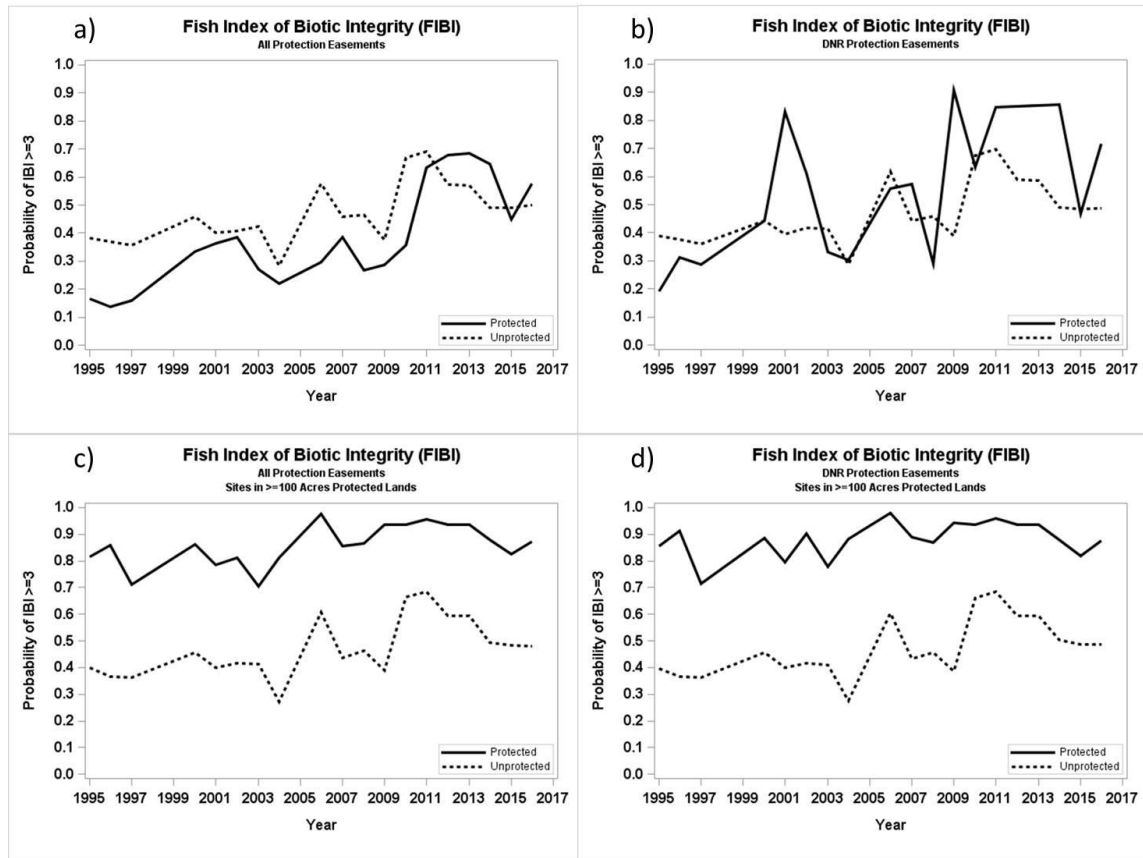 a)
Fish Index of Biotic Integrity (FIBI)
All Protection Easements
Probability of IBI >=3
1.0
0.9
0.8
0.7
0.6
0.5
0.4
0.3
0.2
0.1
0.0
Protected
Unprotected
1995 1997 1999 2001 2003 2005 2007 2009 2011 2013 2015 2017
Year
b)
Fish Index of Biotic Integrity (FIBI)
DNR Protection Easements
Probability of IBI >=3
1.0
0.9
0.8
0.7
0.6
0.5
0.4
0.3
0.2
0.1
0.0
Protected
Unprotected
1995 1997 1999 2001 2003 2005 2007 2009 2011 2013 2015 2017
Year
c)
Fish Index of Biotic Integrity (FIBI)
All Protection Easements
Sites in >=100 Acres Protected Lands
Probability of IBI >=3
1.0
0.9
0.8
0.7
0.6
0.5
0.4
0.3
0.2
0.1
0.0
Protected
Unprotected
1995 1997 1999 2001 2003 2005 2007 2009 2011 2013 2015 2017
Year
d)
Fish Index of Biotic Integrity (FIBI)
DNR Protection Easements
Sites in >=100 Acres Protected Lands
Probability of IBI >=3
1.0
0.9
0.8
0.7
0.6
0.5
0.4
0.3
0.2
0.1
0.0
Protected
Unprotected
1995 1997 1999 2001 2003 2005 2007 2009 2011 2013 2015 2017
Year